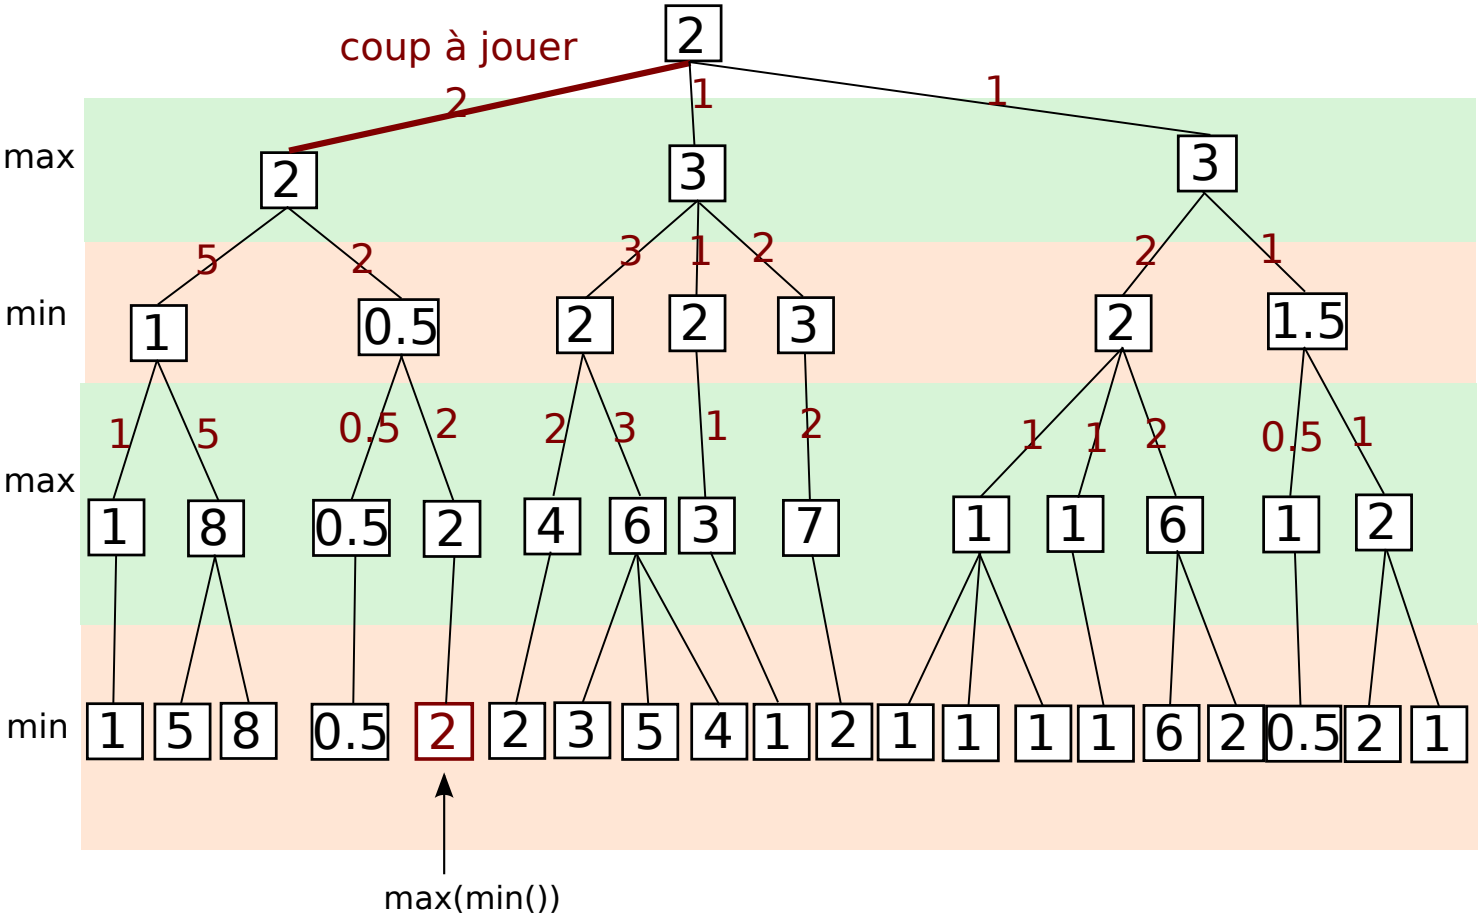 2
coup à jouer
2 1 1
max 2 3 3
5 2 3 1 2 2 1
min 1 0.5 2 2 3 2 1.5
1 5 0.5 2 2 3 1 2 1 1 2 0.5 1
max 1 8 0.5 2 4 6 3 7 1 1 6 1 2
min 1 5 8 0.5 2 2 3 5 4 1 2 1 1 1 1 6 2 0.5 2 1
max(min())